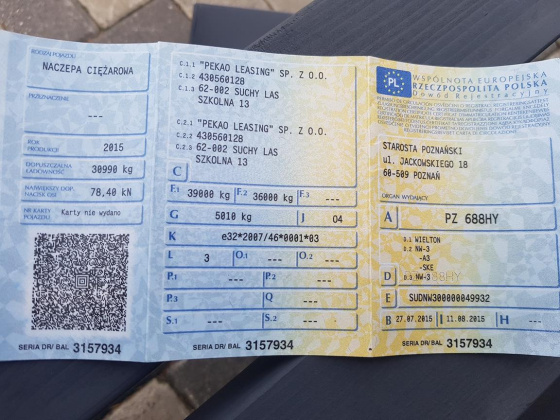 RODZAJ POJAZDU
NACZEPA CIĘŻAROWA
PRZEZNACZENIE
---
ROK PRODUKCJI
2015
DOPUSZCZALNA ŁADOWNOŚĆ
30990 kg
NAJWIĘKSZY DOP. NACISK OSI
78,40 kN
NR KARTY POJAZDU
Karty nie wydano
SERIA DR/ BAL 3157934
C.1.1 "PEKAO LEASING" SP. Z O.O.
C.1.2 430560128
C.1.3 62-002 SUCHY LAS
SZKOLNA 13
C.2.1 "PEKAO LEASING" SP. Z O.O.
C.2.2 430560128
C.2.3 62-002 SUCHY LAS
SZKOLNA 13
C
F.1 39000 kg F.2 36000 kg F.3 ---
G 5010 kg J 04
K e32*2007/46*0001*03
L 3 O.1 --- O.2 ---
P.1 --- P.2 ---
P.3 Q ---
S.1 --- S.2 ---
SERIA DR/ BAL 3157934
PL
WSPÓLNOTA EUROPEJSKA
RZECZPOSPOLITA POLSKA
Dowód Rejestracyjny
STAROSTA POZNAŃSKI
ul. JACKOWSKIEGO 18
60-509 POZNAŃ
ORGAN WYDAJĄCY
A PZ 688HY
D.1 WIELTON
D.2 NW-3
-A3
-SKE
D D.3 NW-3
E SUDNW300000049932
B 27.07.2015 I 11.08.2015 H ---
SERIA DR/ BAL 3157934